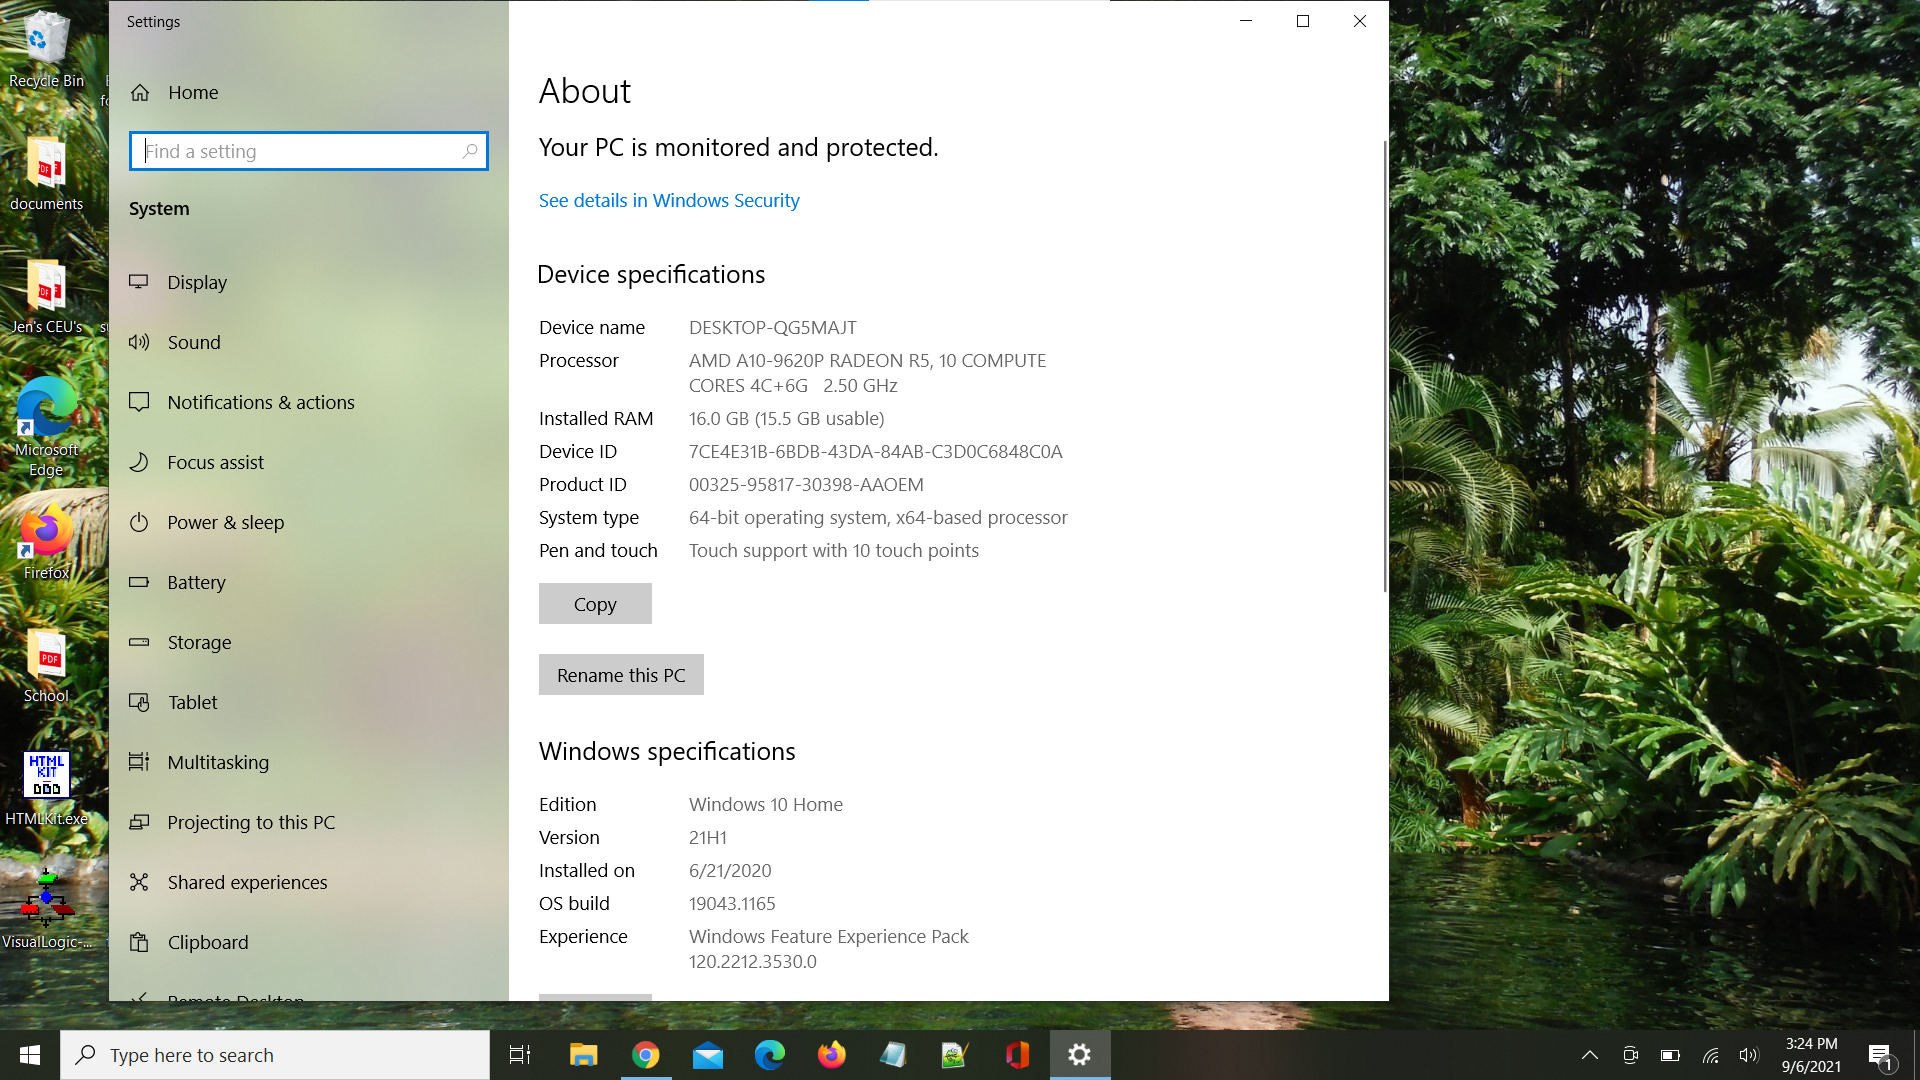 Settings
Home
Find a setting
System
Display
Sound
Notifications & actions
Focus assist
Power & sleep
Battery
Storage
Tablet
Multitasking
Projecting to this PC
Shared experiences
Clipboard
Remote Desktop
About
Your PC is monitored and protected.
See details in Windows Security
Device specifications
Device name DESKTOP-QG5MAJT
Processor AMD A10-9620P RADEON R5, 10 COMPUTE
CORES 4C+6G 2.50 GHz
Installed RAM 16.0 GB (15.5 GB usable)
Device ID 7CE4E31B-6BDB-43DA-84AB-C3D0C6848C0A
Product ID 00325-95817-30398-AAOEM
System type 64-bit operating system, x64-based processor
Pen and touch Touch support with 10 touch points
Copy
Rename this PC
Windows specifications
Edition Windows 10 Home
Version 21H1
Installed on 6/21/2020
OS build 19043.1165
Experience Windows Feature Experience Pack
120.2212.3530.0
Recycle Bin
PDF
documents
PDF
Jen's CEU's
Microsoft
Edge
Firefox
PDF
School
HTML
KIT
HTMLKit.exe
VisualLogic-...
Type here to search
3:24 PM
9/6/2021
1